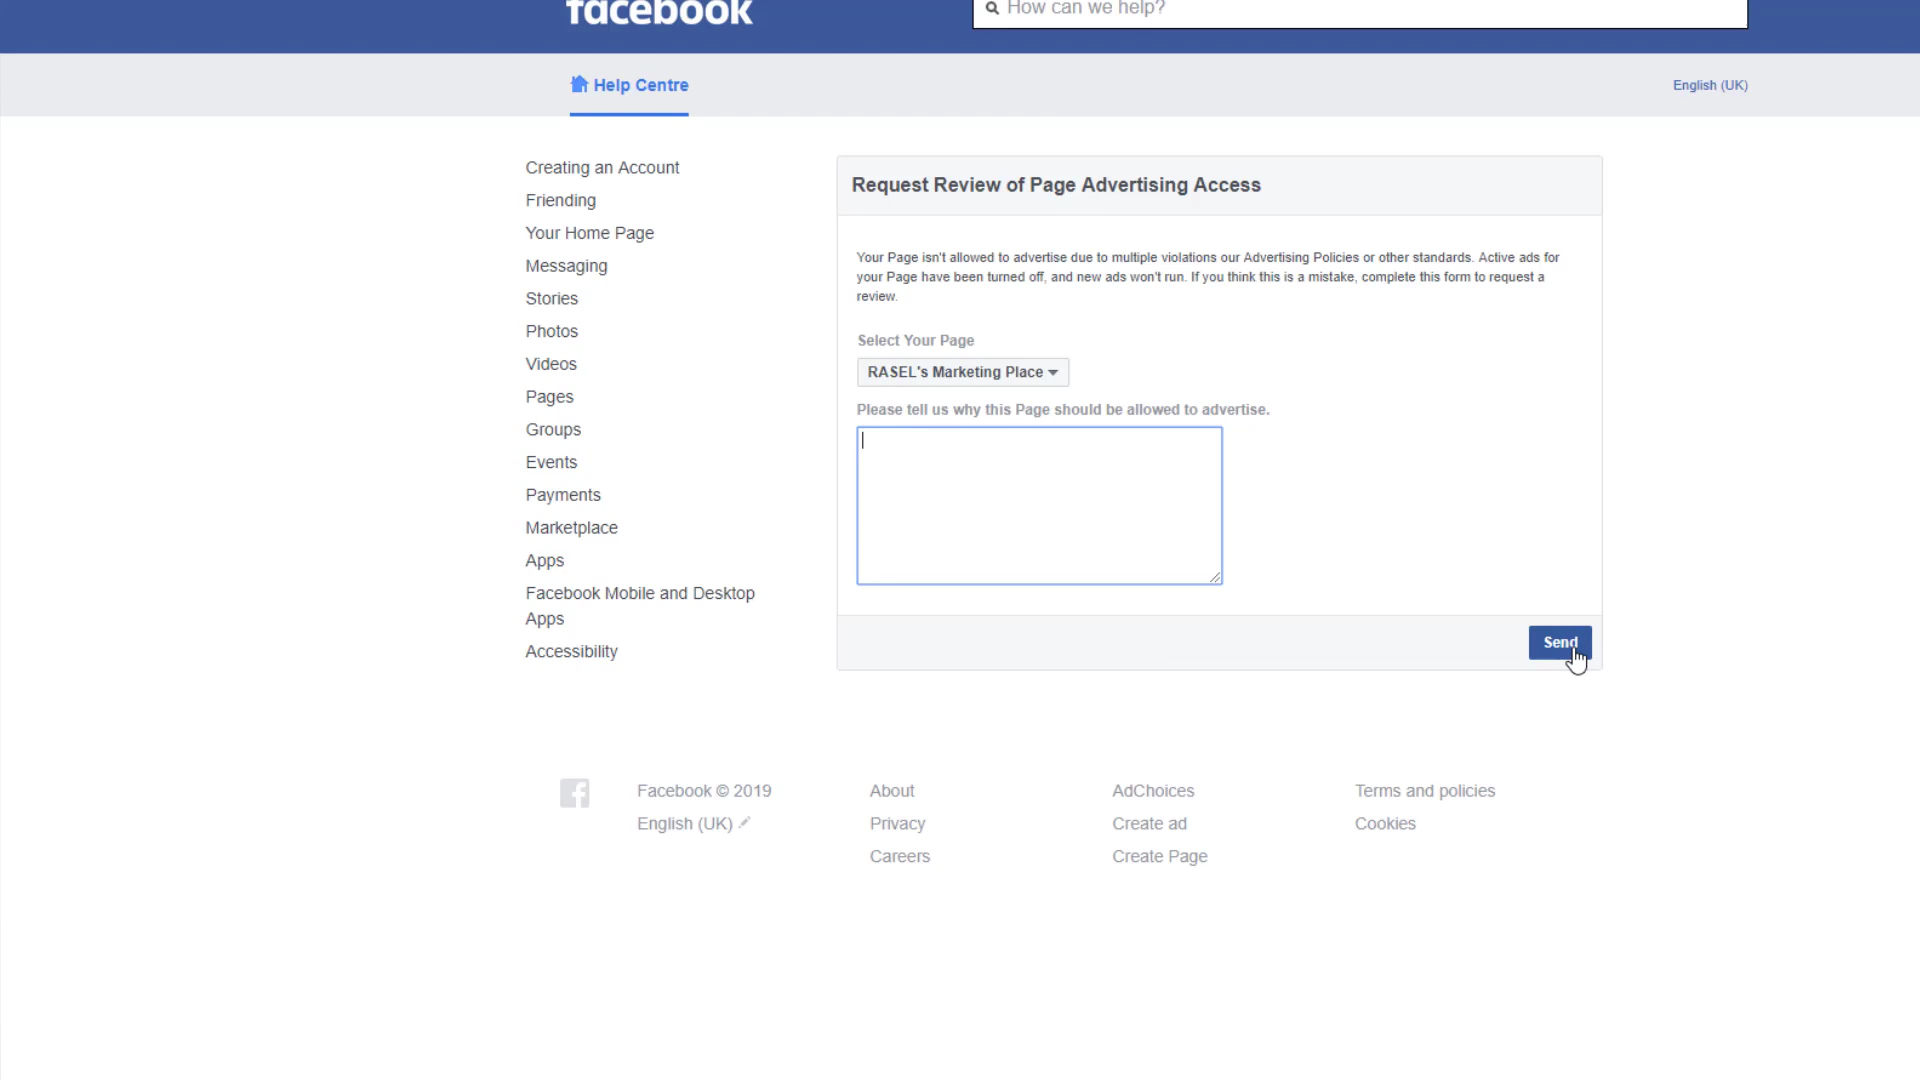 facebook
How can we help?
Help Centre
English (UK)
Creating an Account
Friending
Your Home Page
Messaging
Stories
Photos
Videos
Pages
Groups
Events
Payments
Marketplace
Apps
Facebook Mobile and Desktop
Apps
Accessibility
Request Review of Page Advertising Access
Your Page isn't allowed to advertise due to multiple violations our Advertising Policies or other standards. Active ads for
your Page have been turned off, and new ads won't run. If you think this is a mistake, complete this form to request a
review.
Select Your Page
RASEL's Marketing Place
Please tell us why this Page should be allowed to advertise.
Send
Facebook © 2019
English (UK)
About
Privacy
Careers
AdChoices
Create ad
Create Page
Terms and policies
Cookies